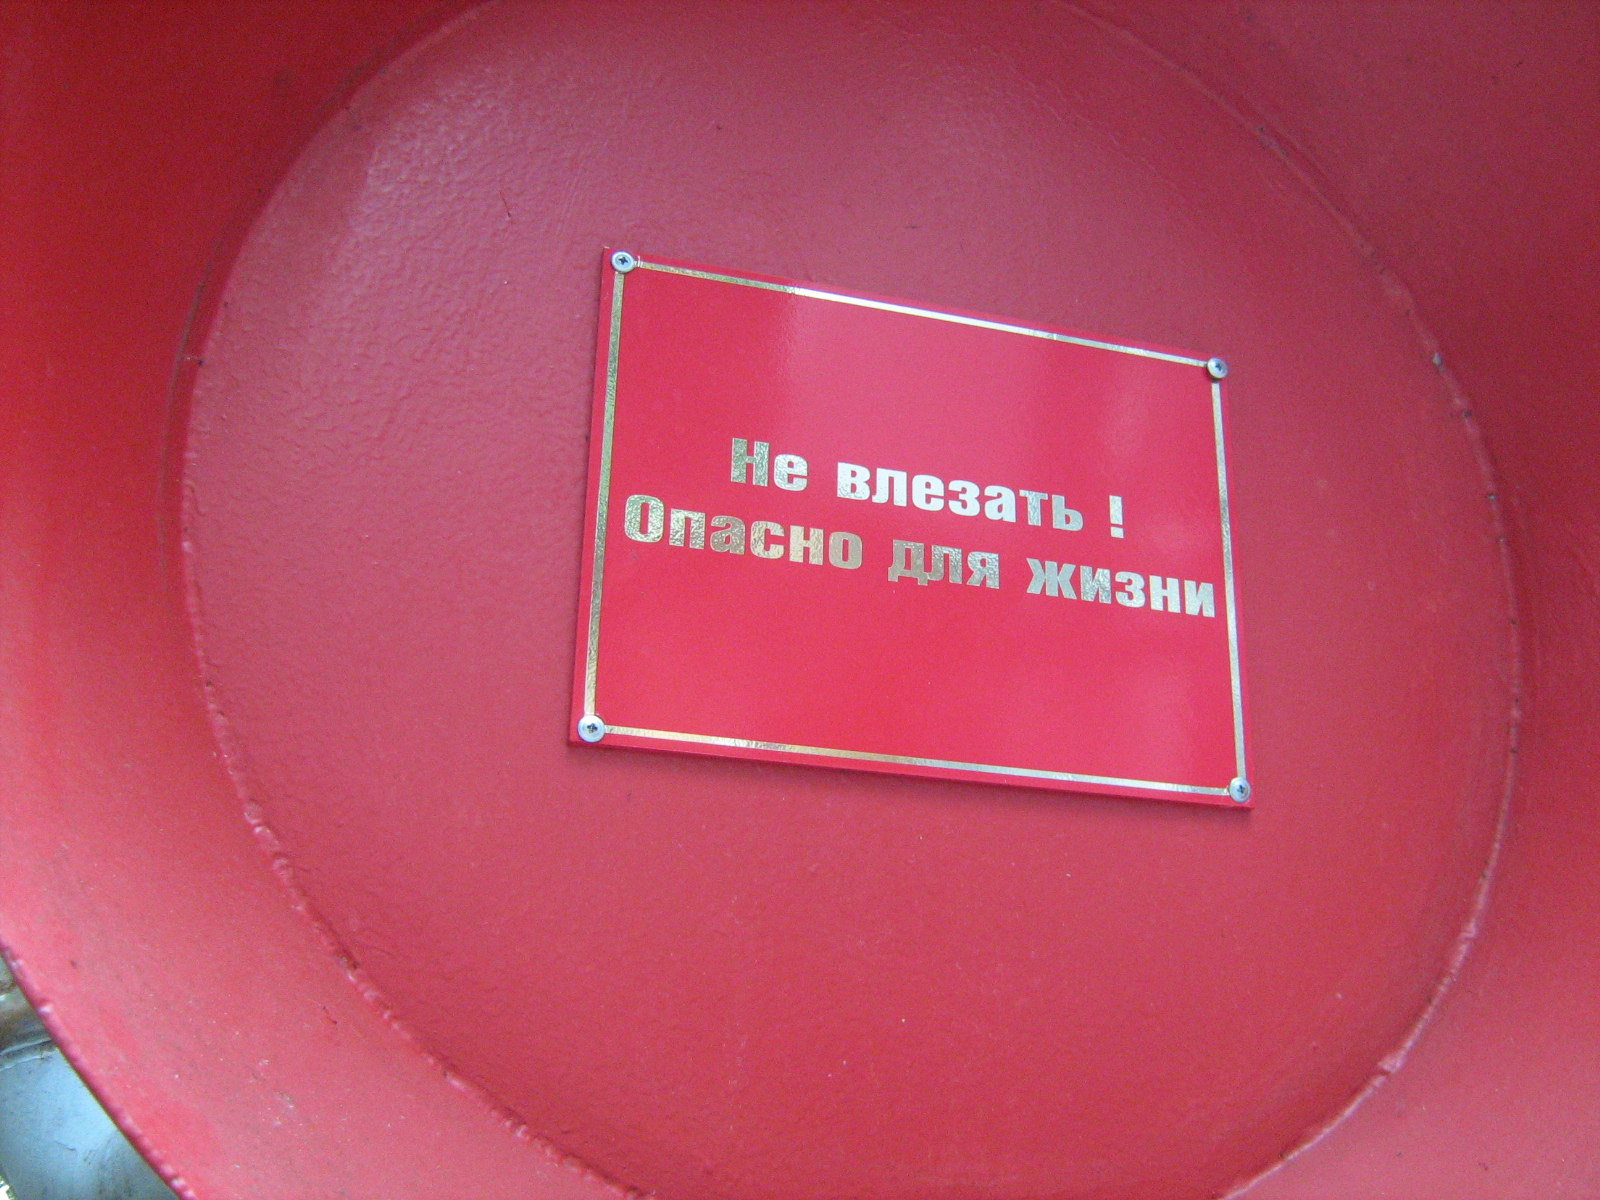 Не влезать !
Опасно для жизни